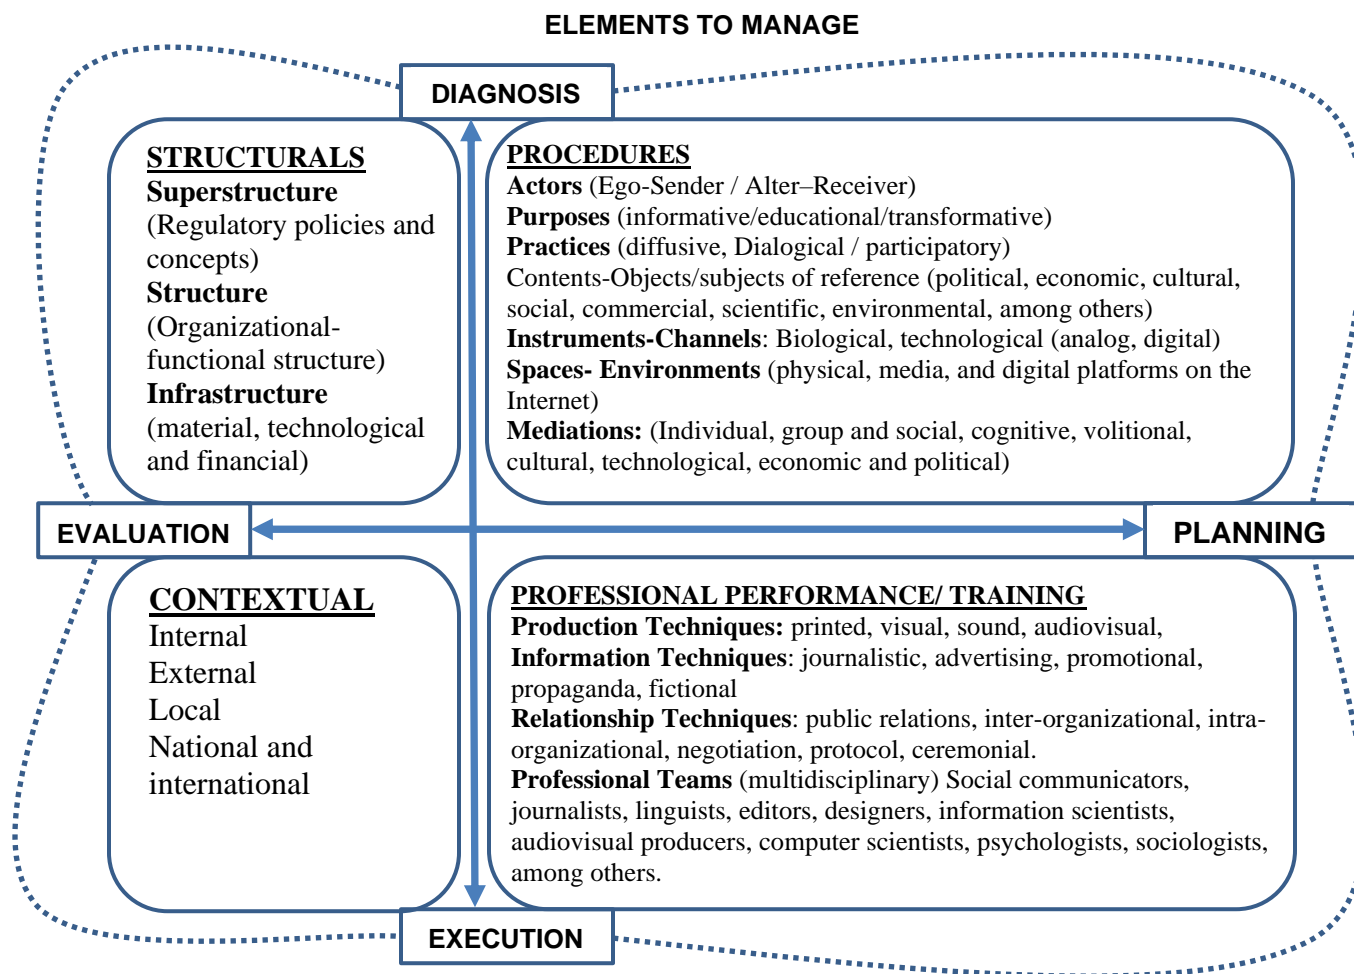 ELEMENTS TO MANAGE
DIAGNOSIS
STRUCTURALS
Superstructure
(Regulatory policies and
concepts)
Structure
(Organizational-
functional structure)
Infrastructure
(material, technological
and financial)
PROCEDURES
Actors (Ego-Sender / Alter–Receiver)
Purposes (informative/educational/transformative)
Practices (diffusive, Dialogical / participatory)
Contents-Objects/subjects of reference (political, economic, cultural,
social, commercial, scientific, environmental, among others)
Instruments-Channels: Biological, technological (analog, digital)
Spaces- Environments (physical, media, and digital platforms on the
Internet)
Mediations: (Individual, group and social, cognitive, volitional,
cultural, technological, economic and political)
EVALUATION
PLANNING
CONTEXTUAL
Internal
External
Local
National and
international
PROFESSIONAL PERFORMANCE/ TRAINING
Production Techniques: printed, visual, sound, audiovisual,
Information Techniques: journalistic, advertising, promotional,
propaganda, fictional
Relationship Techniques: public relations, inter-organizational, intra-
organizational, negotiation, protocol, ceremonial.
Professional Teams (multidisciplinary) Social communicators,
journalists, linguists, editors, designers, information scientists,
audiovisual producers, computer scientists, psychologists, sociologists,
among others.
EXECUTION